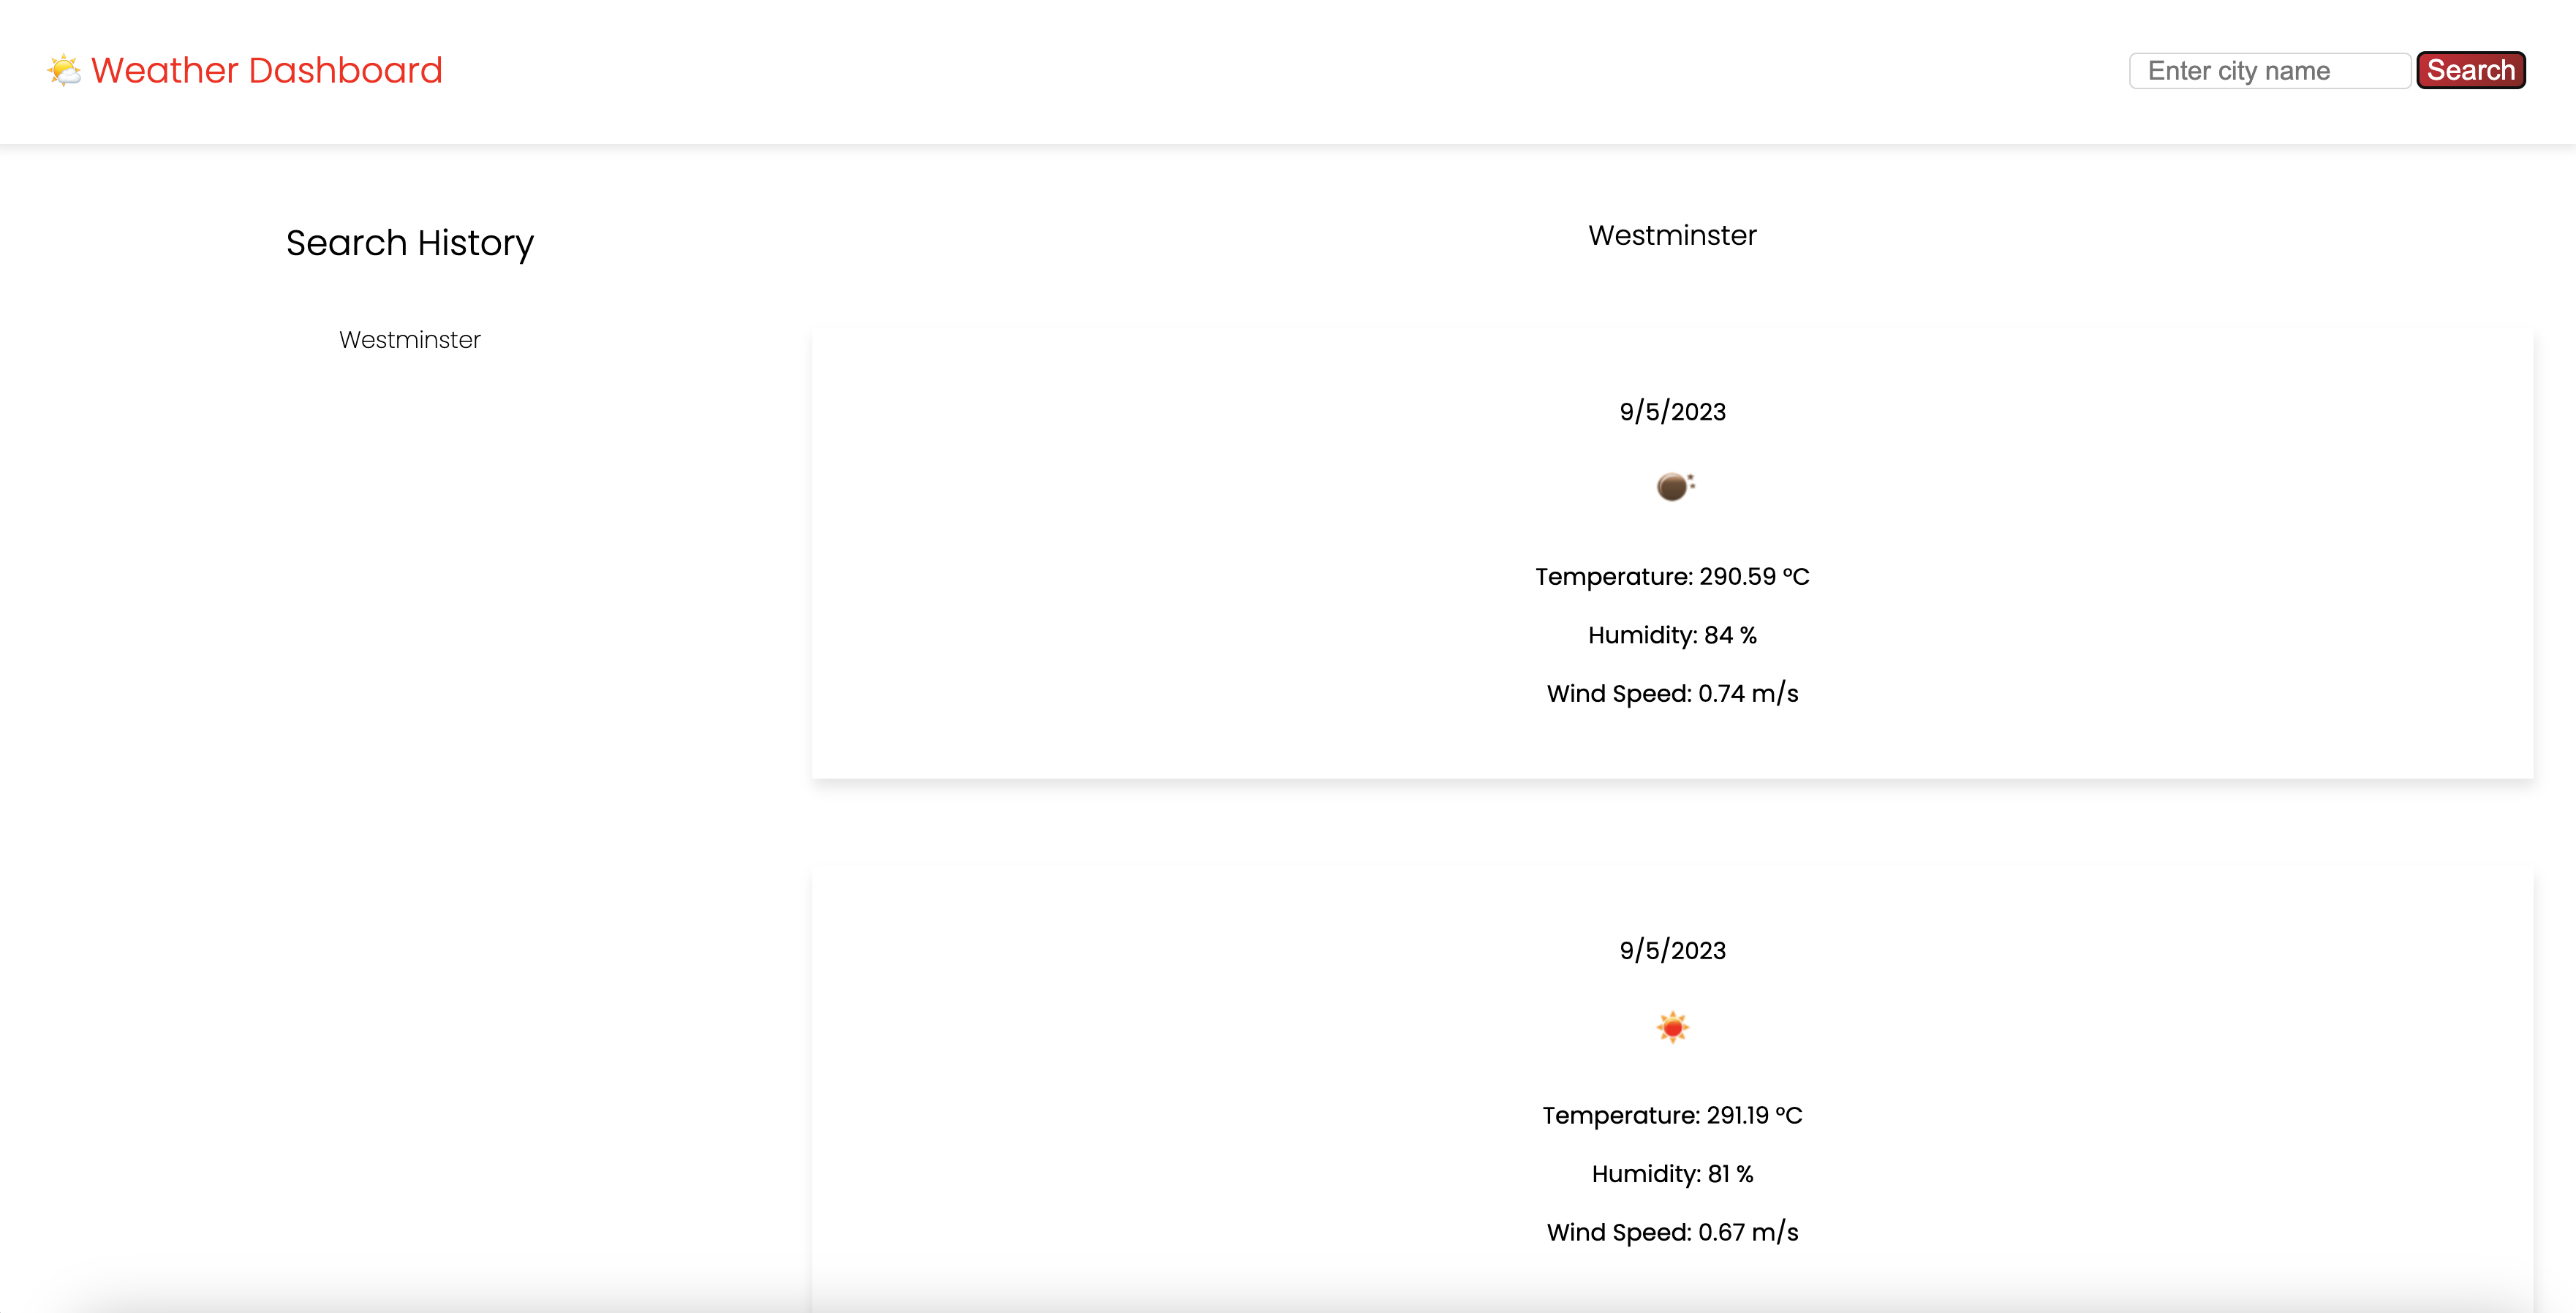 Weather Dashboard
Enter city name
Search
Search History
Westminster
Westminster
9/5/2023
Temperature: 290.59 °C
Humidity: 84 %
Wind Speed: 0.74 m/s
9/5/2023
Temperature: 291.19 °C
Humidity: 81 %
Wind Speed: 0.67 m/s